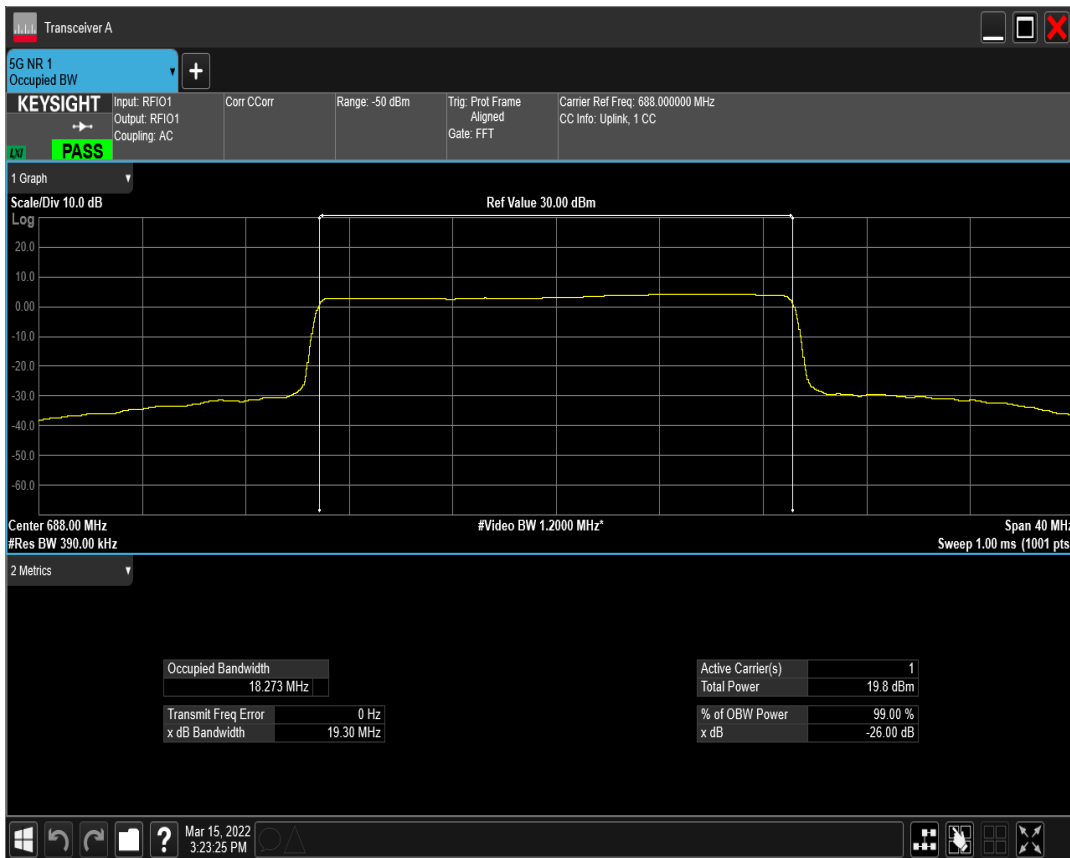 Transceiver A
5G NR 1
Occupied BW
KEYSIGHT
LXI
PASS
Input: RFIO1
Output: RFIO1
Coupling: AC
Corr CCorr
Range: -50 dBm
Trig: Prot Frame
Aligned
Gate: FFT
Carrier Ref Freq: 688.000000 MHz
CC Info: Uplink, 1 CC
1 Graph
Scale/Div 10.0 dB
Ref Value 30.00 dBm
Log
20.0
10.0
0.00
-10.0
-20.0
-30.0
-40.0
-50.0
-60.0
Center 688.00 MHz
#Video BW 1.2000 MHz*
Span 40 MHz
#Res BW 390.00 kHz
Sweep 1.00 ms (1001 pts
2 Metrics
Occupied Bandwidth
18.273 MHz
Transmit Freq Error 0 Hz
x dB Bandwidth 19.30 MHz
Active Carrier(s) 1
Total Power 19.8 dBm
% of OBW Power 99.00 %
x dB -26.00 dB
?
Mar 15, 2022
3:23:25 PM